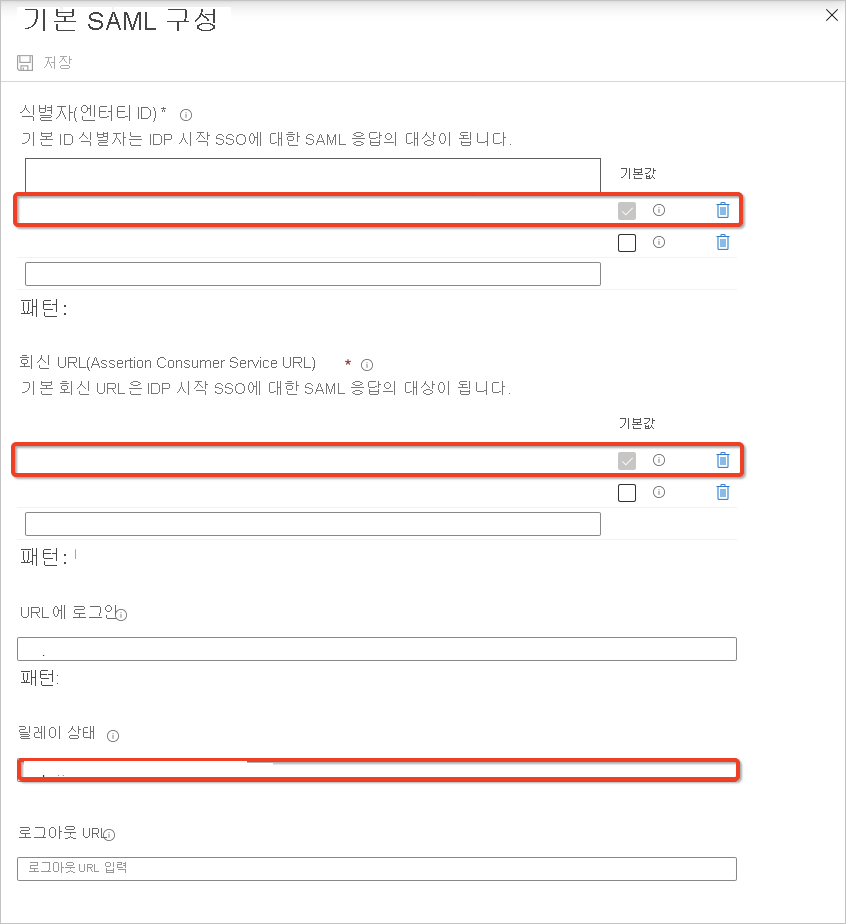 기본 SAML 구성
저장
식별자(엔터티 ID) *
기본 ID 식별자는 IDP 시작 SSO에 대한 SAML 응답의 대상이 됩니다.
기본값
패턴:
회신 URL(Assertion Consumer Service URL) *
기본 회신 URL은 IDP 시작 SSO에 대한 SAML 응답의 대상이 됩니다.
기본값
패턴:
URL에 로그인
패턴:
릴레이 상태
로그아웃 URL
로그아웃 URL 입력